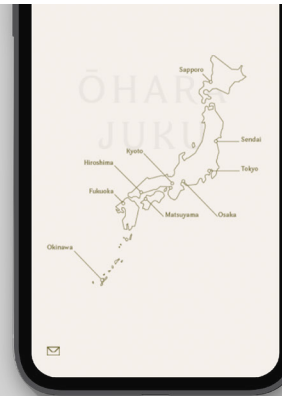 Sapporo
ŌHARA
JUKU
Sendai
Kyoto
Hiroshima
Tokyo
Fukuoka
Matsuyama
Osaka
Okinawa